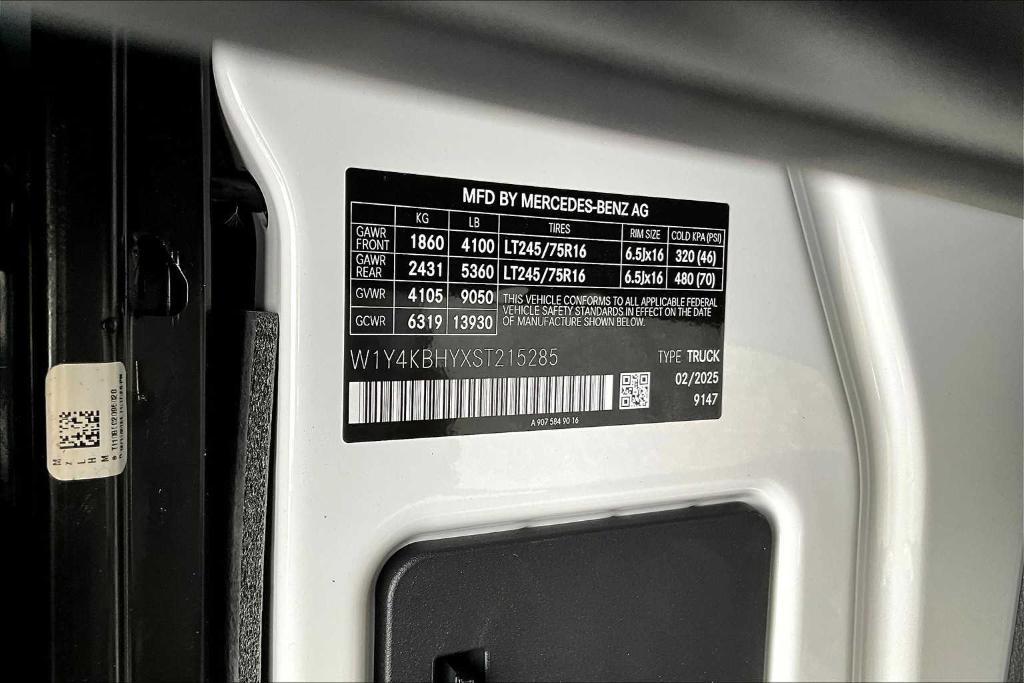 MFD BY MERCEDES-BENZ AG
KG LB TIRES RIM SIZE COLD KPA (PSI)
GAWR FRONT 1860 4100 LT245/75R16 6.5Jx16 320 (46)
GAWR REAR 2431 5360 LT245/75R16 6.5Jx16 480 (70)
GVWR 4105 9050
GCWR 6319 13930
THIS VEHICLE CONFORMS TO ALL APPLICABLE FEDERAL
VEHICLE SAFETY STANDARDS IN EFFECT ON THE DATE
OF MANUFACTURE SHOWN BELOW.
W1Y4KBHYXST215285
TYPE TRUCK
02/2025
9147
A 907 584 90 16
M Z L H M